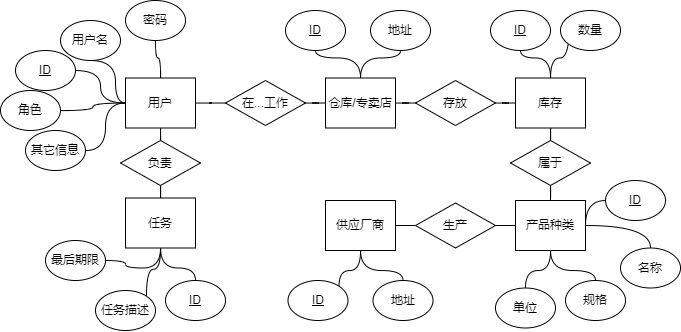 密码
ID
地址
ID
数量
用户名
ID
角色
其它信息
用户
在...工作
仓库/专卖店
存放
库存
负责
属于
ID
任务
供应厂商
生产
产品种类
最后期限
名称
任务描述
ID
ID
地址
单位
规格